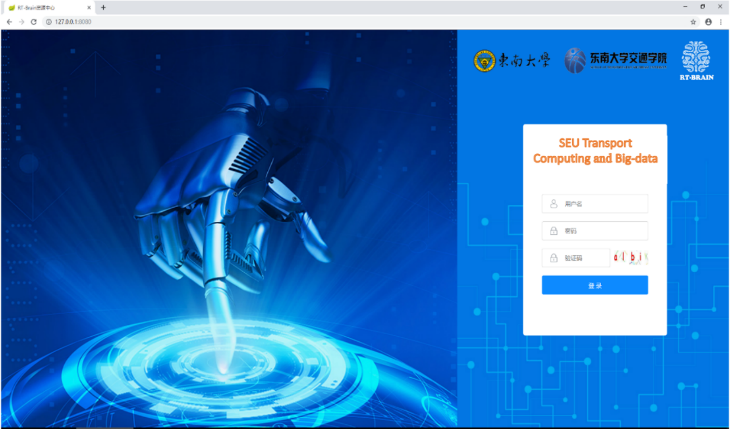 RT-Brain资源中心
127.0.0.1:8080
東南大學
东南大学交通学院
RT-BRAIN
SEU Transport
Computing and Big-data
用户名
密码
验证码
登录